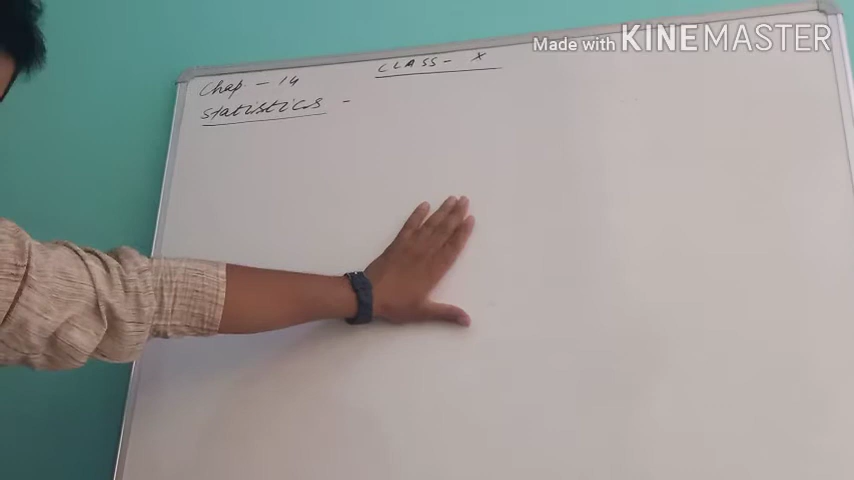 Made with KINEMASTER
CLASS - X
Chap - 14
Statistics -